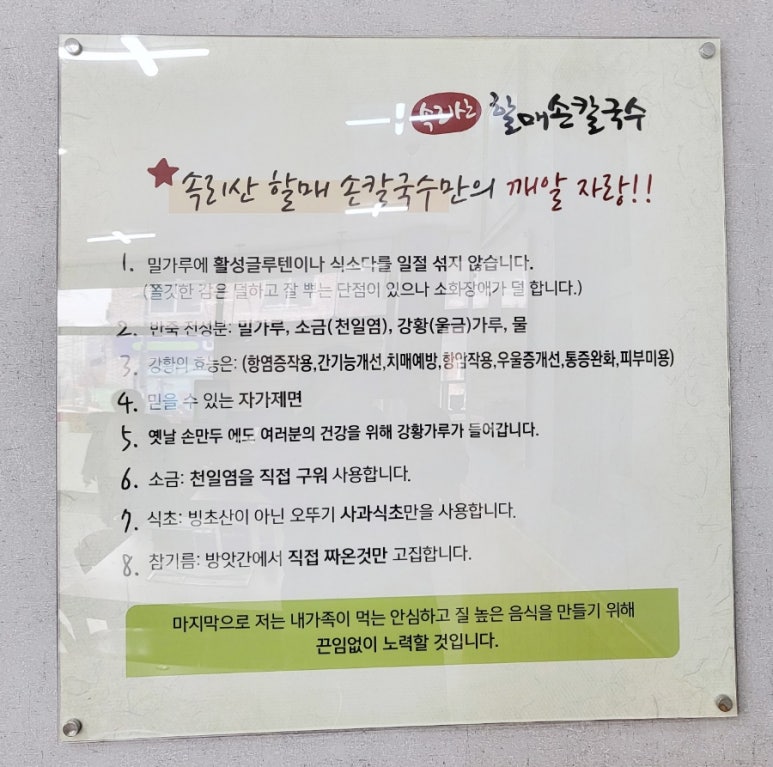 속리산 할매손칼국수
속리산 할매 손칼국수만의 깨알 자랑!!
1. 밀가루에 활성글루텐이나 식소다를 일절 섞지 않습니다.
(쫄깃한 감은 덜하고 잘 뿌는 단점이 있으나 소화장애가 덜 합니다.)
2. 반죽 전성분: 밀가루, 소금(천일염), 강황(울금)가루, 물
3. 강황의 효능은: (항염증작용,간기능개선,치매예방,항암작용,우울증개선,통증완화,피부미용)
4. 믿을 수 있는 자가제면
5. 옛날 손만두 에도 여러분의 건강을 위해 강황가루가 들어갑니다.
6. 소금: 천일염을 직접 구워 사용합니다.
7. 식초: 빙초산이 아닌 오뚜기 사과식초만을 사용합니다.
8. 참기름: 방앗간에서 직접 짜온것만 고집합니다.
마지막으로 저는 내가족이 먹는 안심하고 질 높은 음식을 만들기 위해
끈임없이 노력할 것입니다.